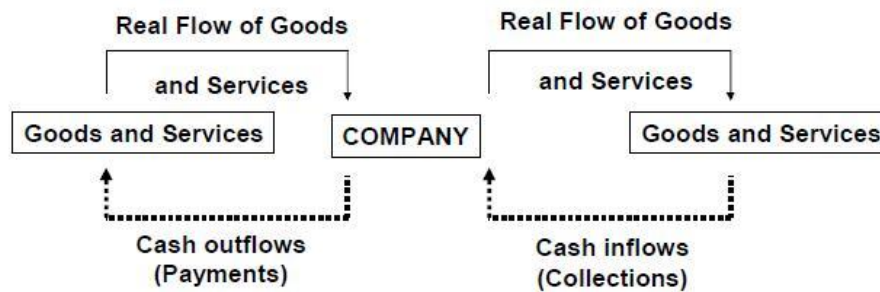 Real Flow of Goods
and Services
Real Flow of Goods
and Services
Goods and Services
COMPANY
Goods and Services
Cash outflows
(Payments)
Cash inflows
(Collections)